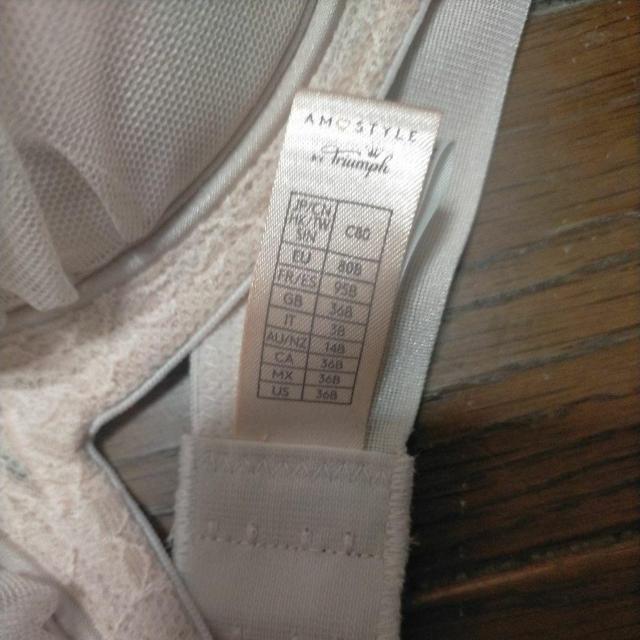 AMOSTYLE
BY Triumph
JP/CN
HK/TW
SIN C80
EU 80B
FR/ES 95B
GB 36B
IT 3B
AU/NZ 14B
CA 36B
MX 36B
US 36B